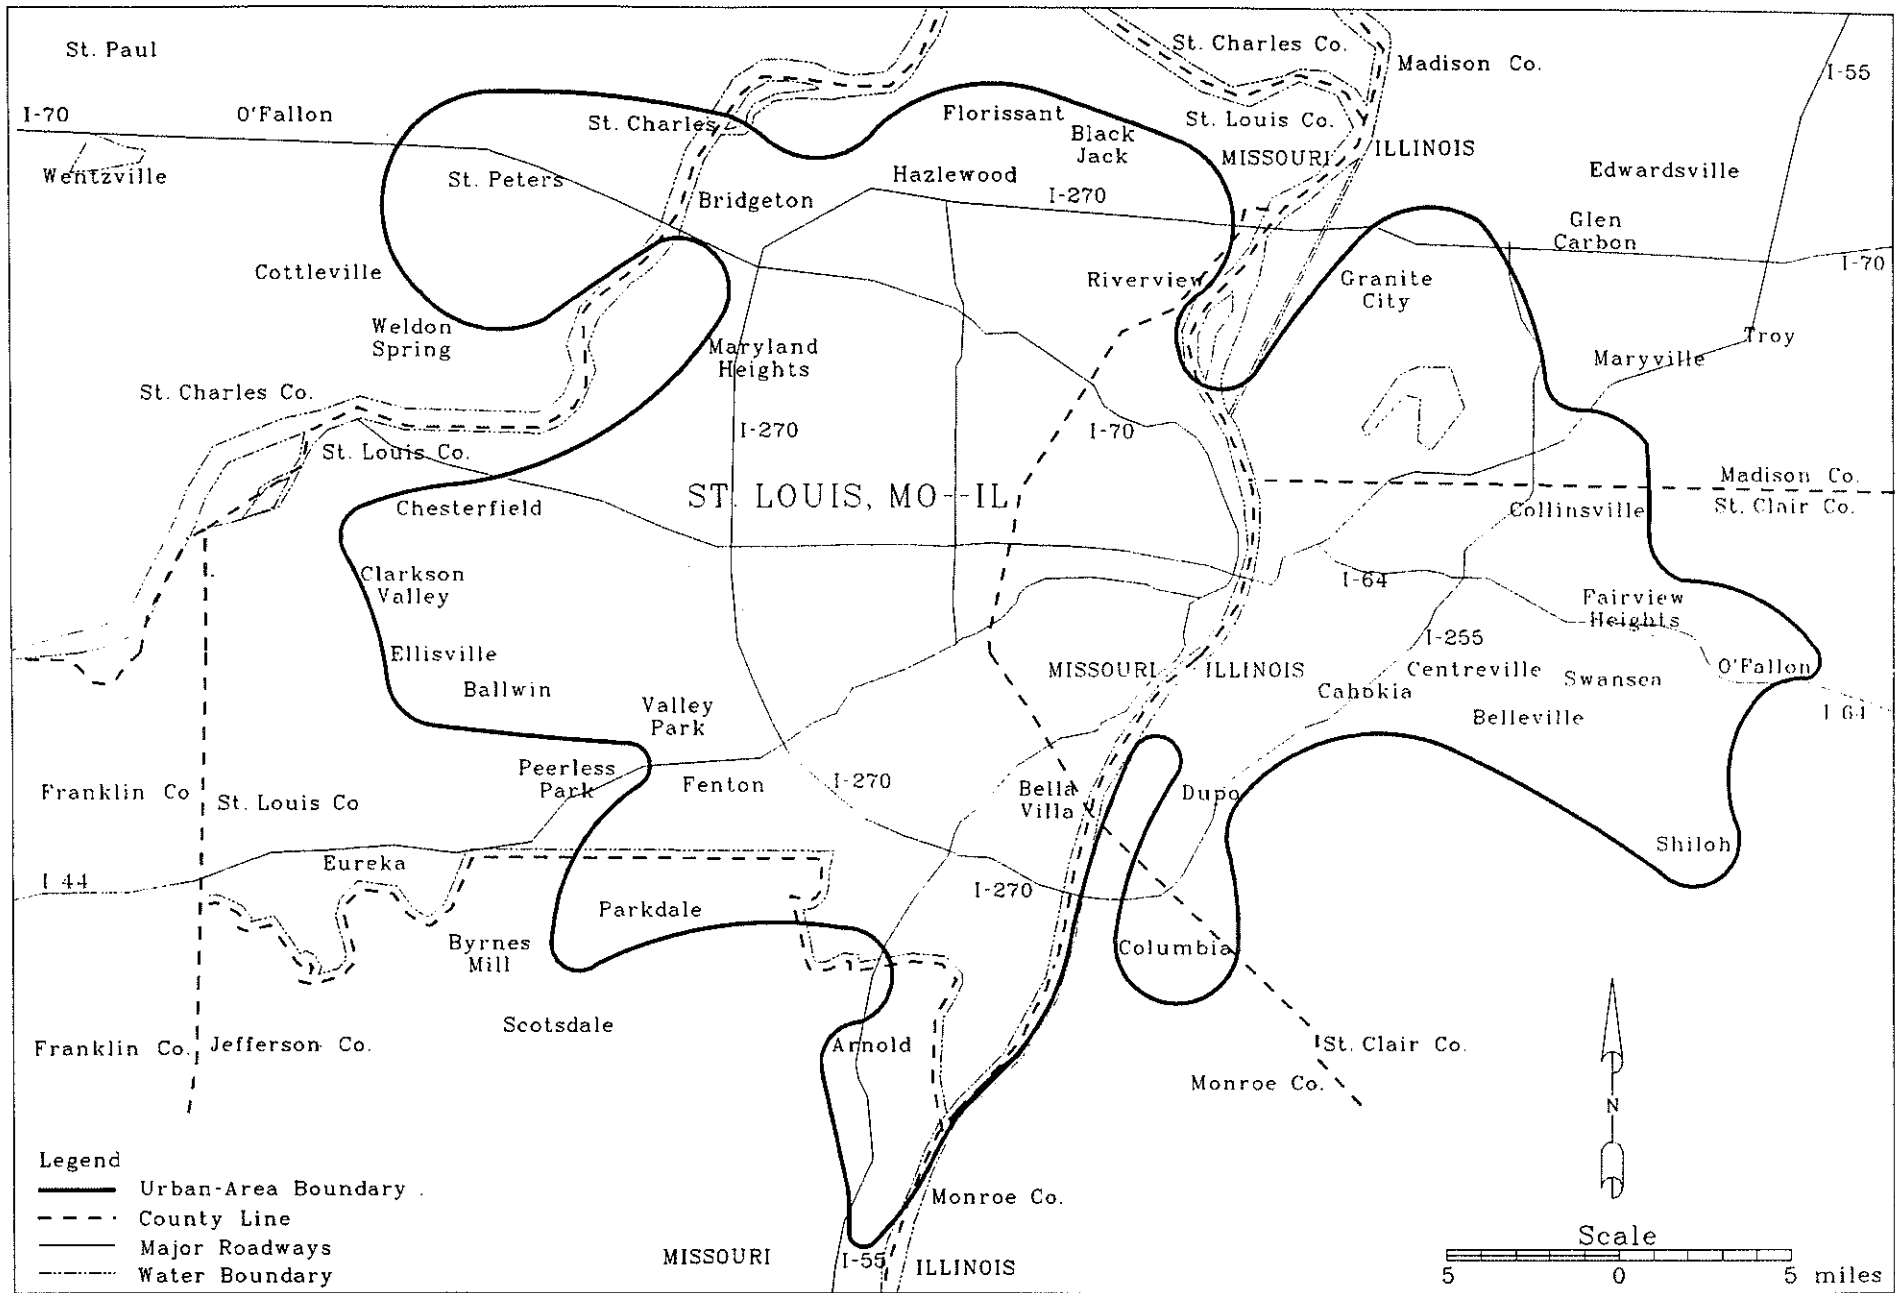 St. Paul
St. Charles Co.
Madison Co.
I-55
I-70
O'Fallon
St. Charles
Florissant
Black
Jack
St. Louis Co.
MISSOURI
ILLINOIS
Wentzville
St. Peters
Bridgeton
Hazlewood
I-270
Edwardsville
Glen
Carbon
I-70
Cottleville
Riverview
Granite
City
Weldon
Spring
Maryland
Heights
Troy
Maryville
St. Charles Co.
I-270
I-70
St. Louis Co.
Chesterfield
ST. LOUIS, MO--IL
Madison Co.
St. Clair Co.
Collinsville
Clarkson
Valley
I-64
Fairview
Heights
Ellisville
Ballwin
Valley
Park
MISSOURI
ILLINOIS
I-255
Centreville
Cahokia
Swansea
O'Fallon
Belleville
I 64
Peerless
Park
Fenton
I-270
Bella
Villa
Dupo
Franklin Co
St. Louis Co
Shiloh
Eureka
I 44
I-270
Parkdale
Byrnes
Mill
Columbia
Scotsdale
Arnold
Franklin Co.
Jefferson Co.
St. Clair Co.
Monroe Co.
N
Legend
Urban-Area Boundary
County Line
Major Roadways
Water Boundary
Monroe Co.
MISSOURI
I-55
ILLINOIS
Scale
5 0 5 miles